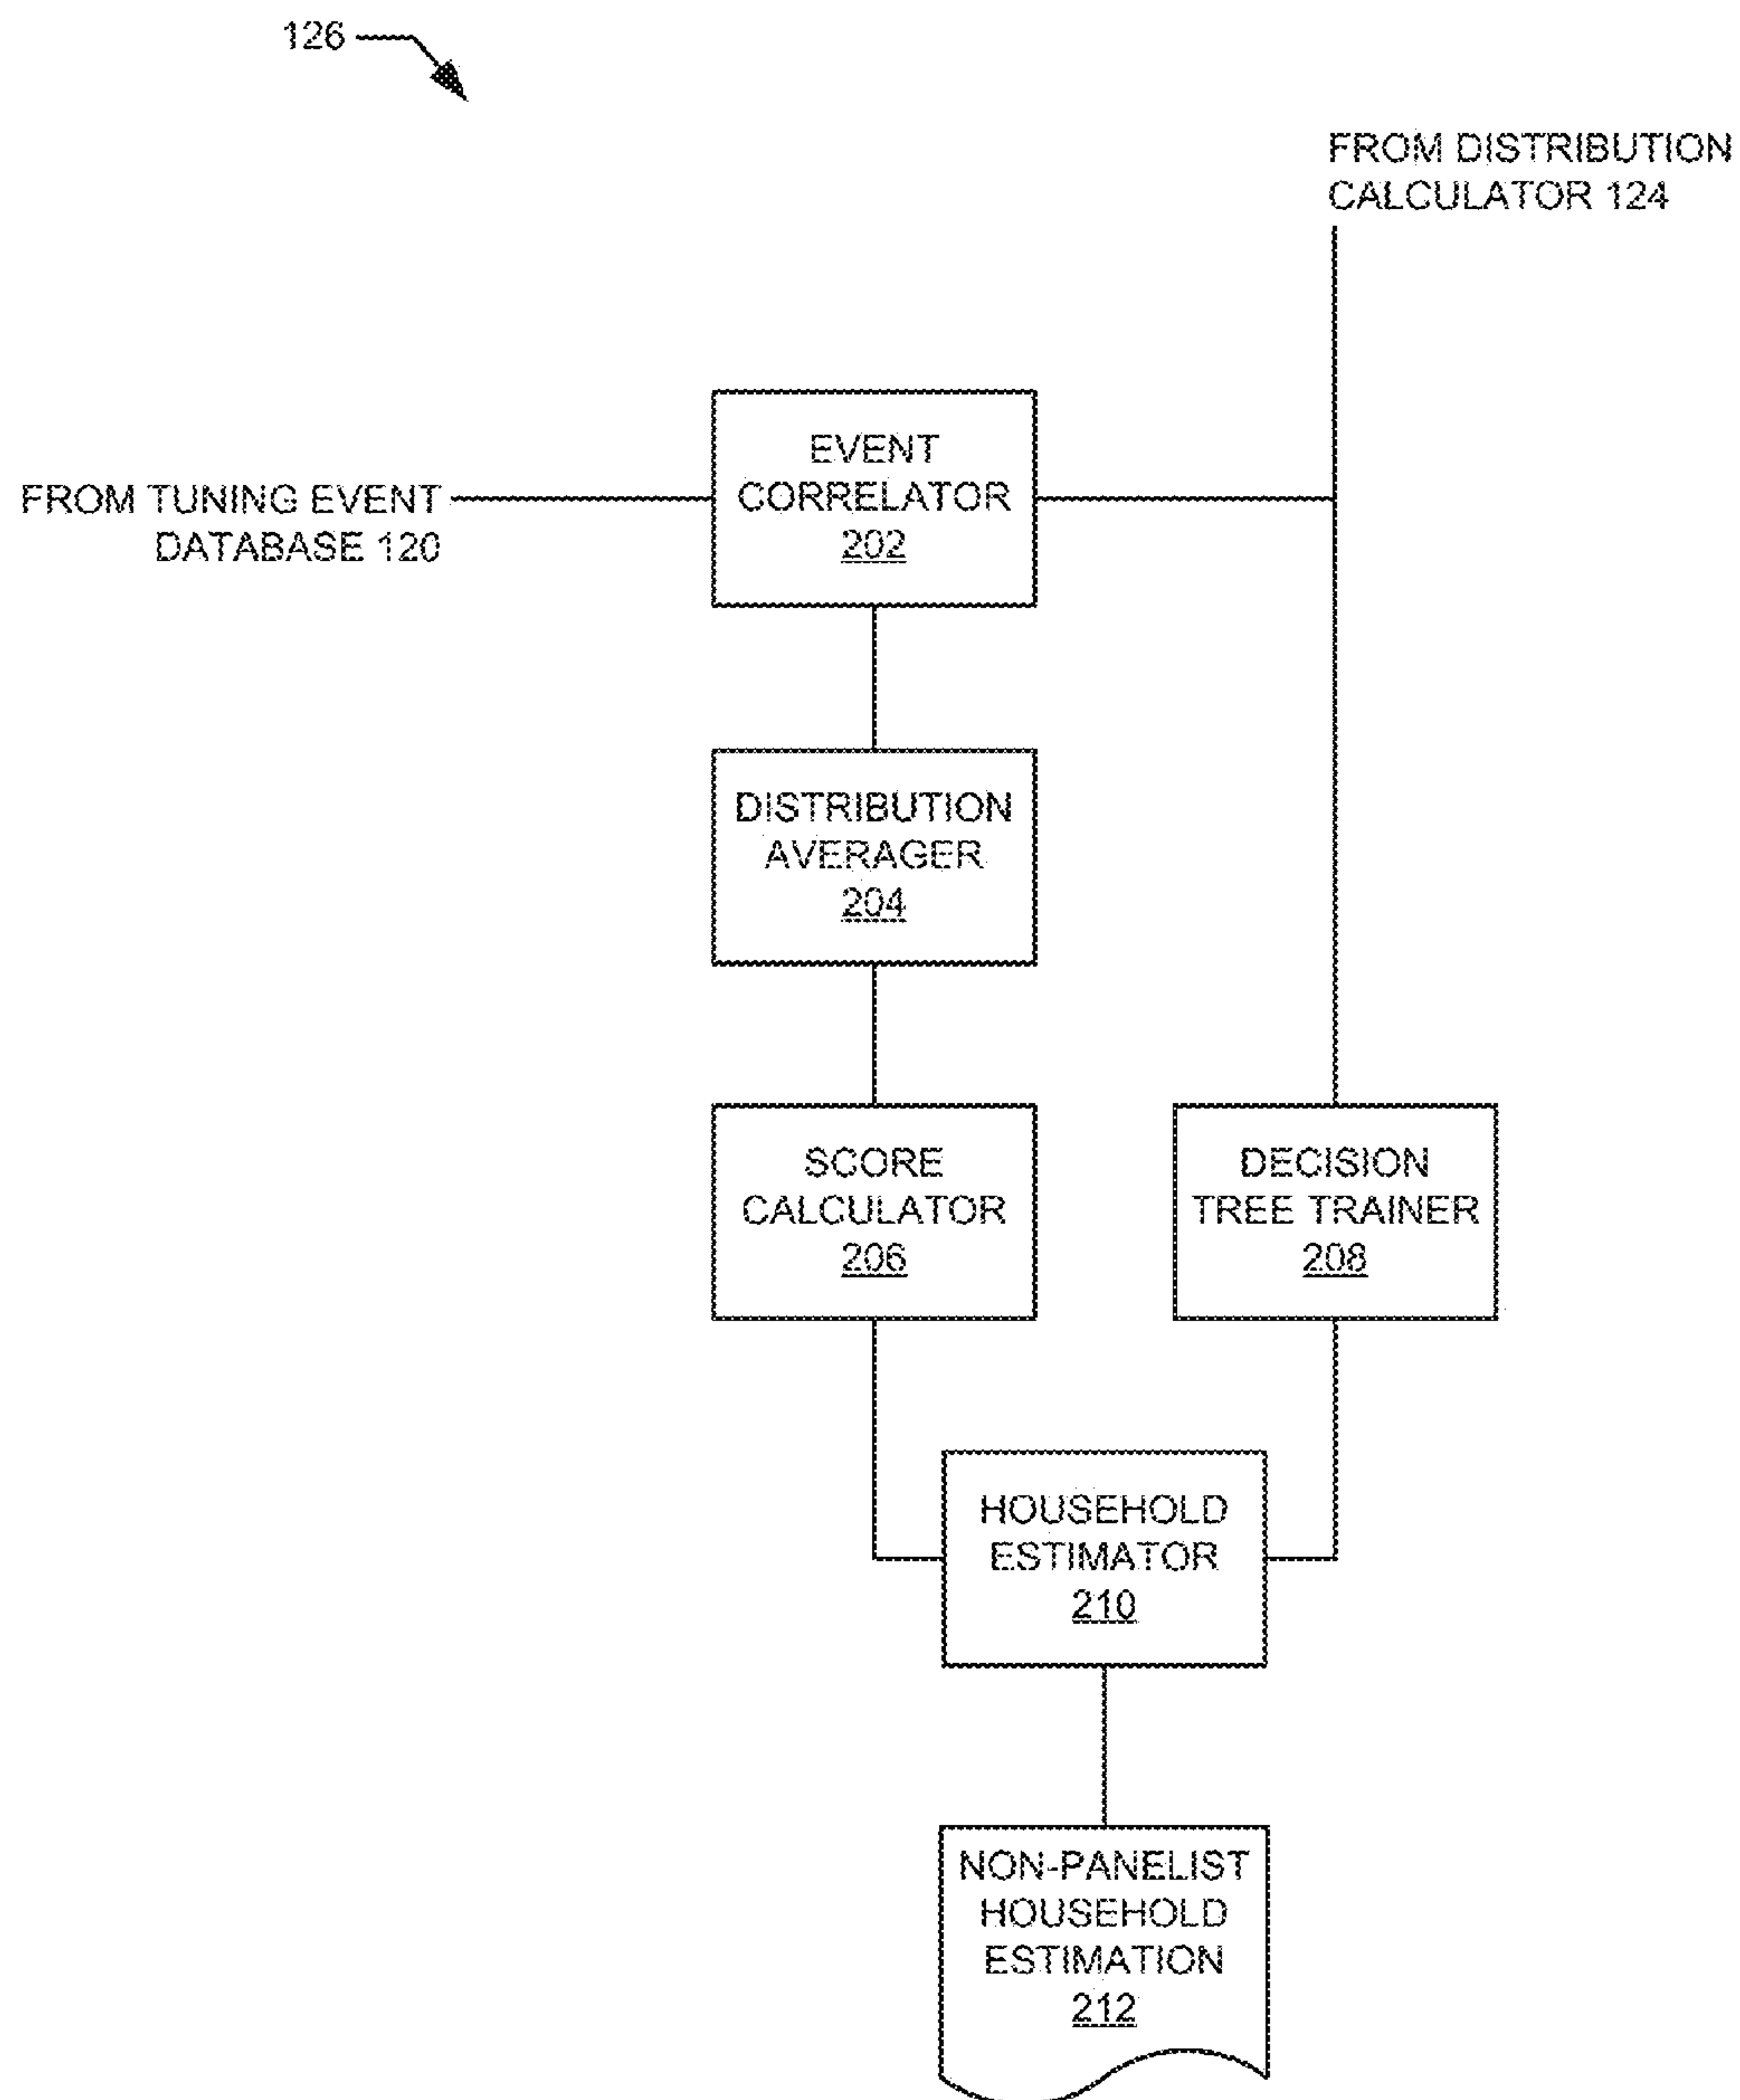 126
FROM DISTRIBUTION
CALCULATOR 124
EVENT
CORRELATOR
202
FROM TUNING EVENT
DATABASE 120
DISTRIBUTION
AVERAGER
204
SCORE
CALCULATOR
206
DECISION
TREE TRAINER
208
HOUSEHOLD
ESTIMATOR
210
NON-PANELIST
HOUSEHOLD
ESTIMATION
212